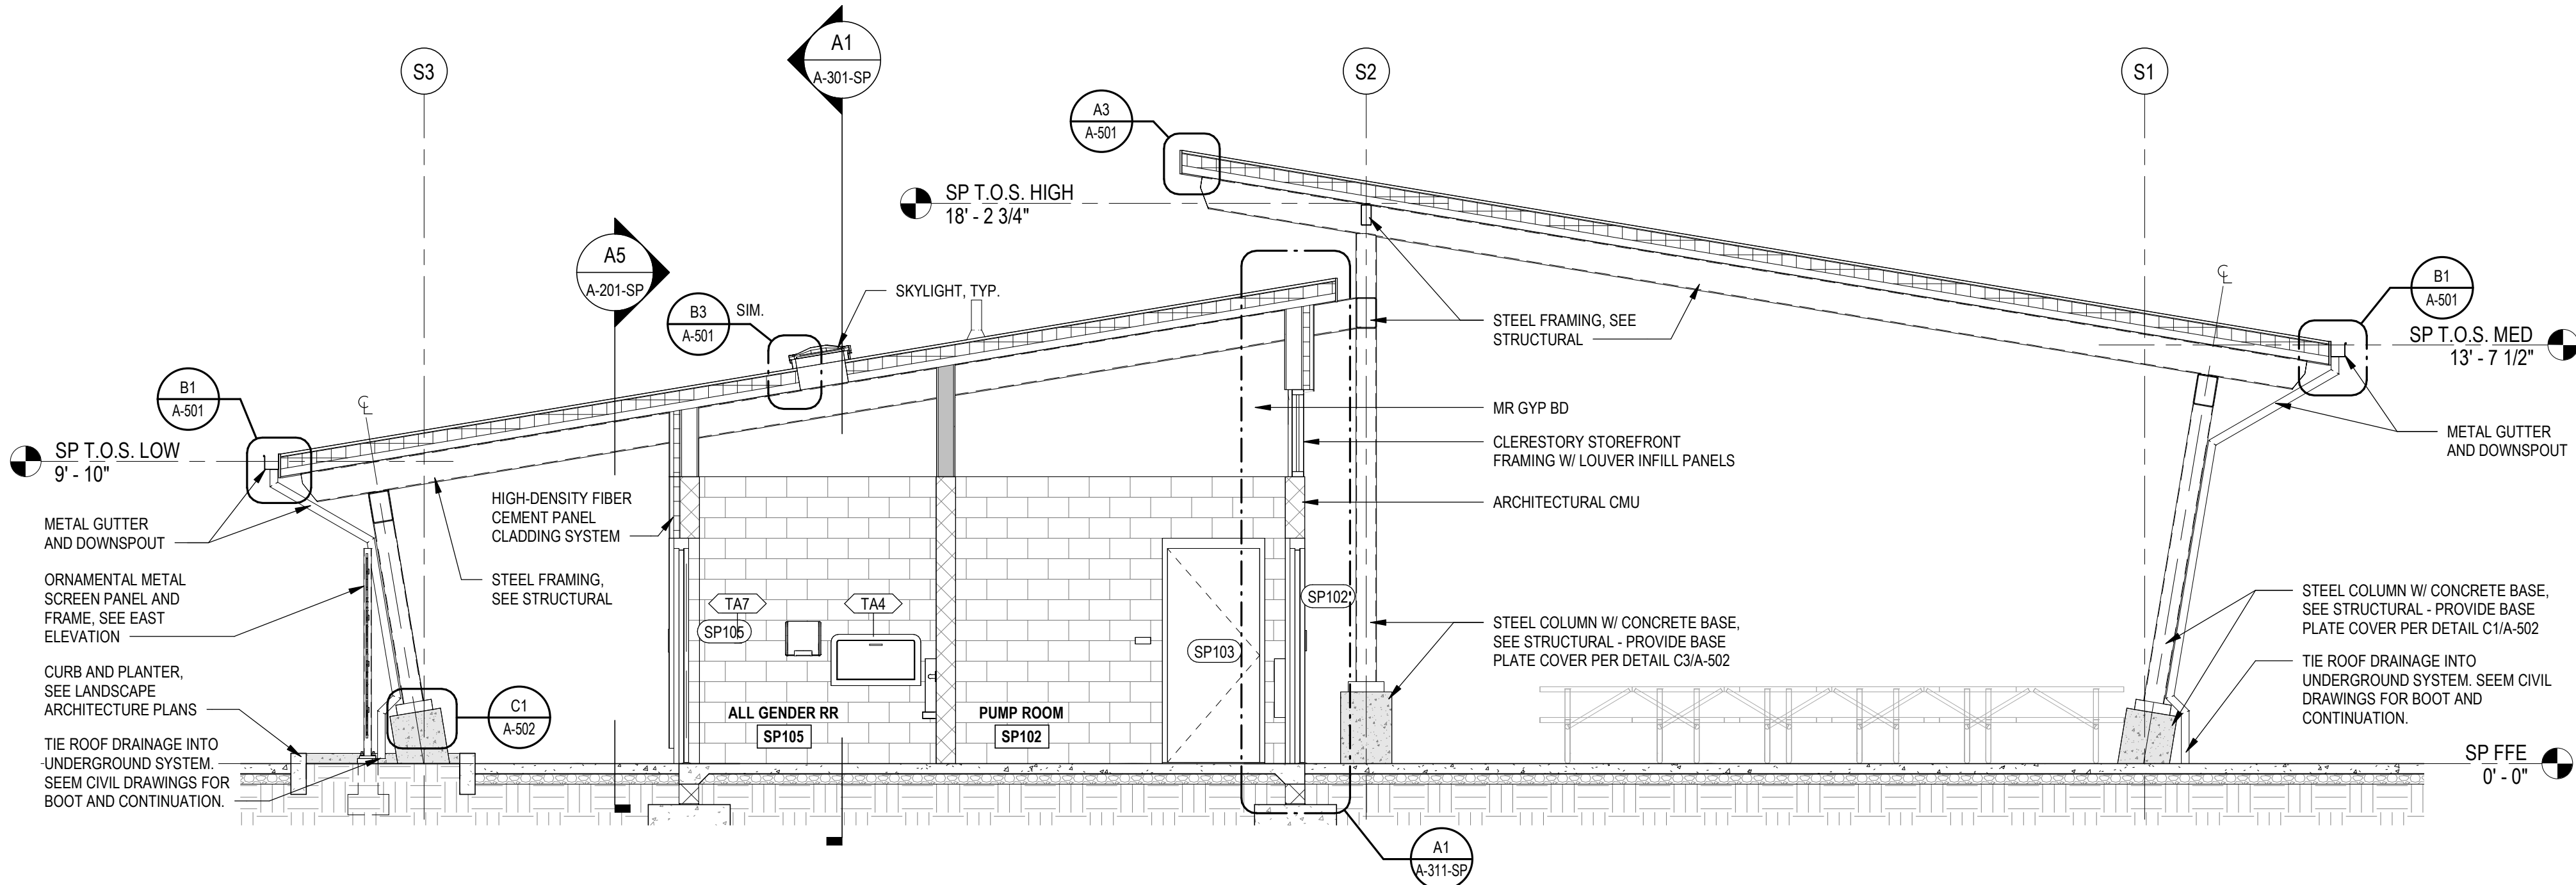 S3
A1
A-301-SP
S2
S1
A3
A-501
SP T.O.S. HIGH
18' - 2 3/4"
A5
A-201-SP
B3
A-501
SIM.
SKYLIGHT, TYP.
STEEL FRAMING, SEE
STRUCTURAL
℄
B1
A-501
SP T.O.S. MED
13' - 7 1/2"
B1
A-501
℄
SP T.O.S. LOW
9' - 10"
MR GYP BD
CLERESTORY STOREFRONT
FRAMING W/ LOUVER INFILL PANELS
METAL GUTTER
AND DOWNSPOUT
ARCHITECTURAL CMU
HIGH-DENSITY FIBER
CEMENT PANEL
CLADDING SYSTEM
METAL GUTTER
AND DOWNSPOUT
ORNAMENTAL METAL
SCREEN PANEL AND
FRAME, SEE EAST
ELEVATION
STEEL FRAMING,
SEE STRUCTURAL
TA7
SP105
TA4
SP103
SP102
STEEL COLUMN W/ CONCRETE BASE,
SEE STRUCTURAL - PROVIDE BASE
PLATE COVER PER DETAIL C3/A-502
STEEL COLUMN W/ CONCRETE BASE,
SEE STRUCTURAL - PROVIDE BASE
PLATE COVER PER DETAIL C1/A-502
CURB AND PLANTER,
SEE LANDSCAPE
ARCHITECTURE PLANS
C1
A-502
ALL GENDER RR
SP105
PUMP ROOM
SP102
TIE ROOF DRAINAGE INTO
UNDERGROUND SYSTEM. SEEM CIVIL
DRAWINGS FOR BOOT AND
CONTINUATION.
TIE ROOF DRAINAGE INTO
UNDERGROUND SYSTEM.
SEEM CIVIL DRAWINGS FOR
BOOT AND CONTINUATION.
SP FFE
0' - 0"
A1
A-311-SP